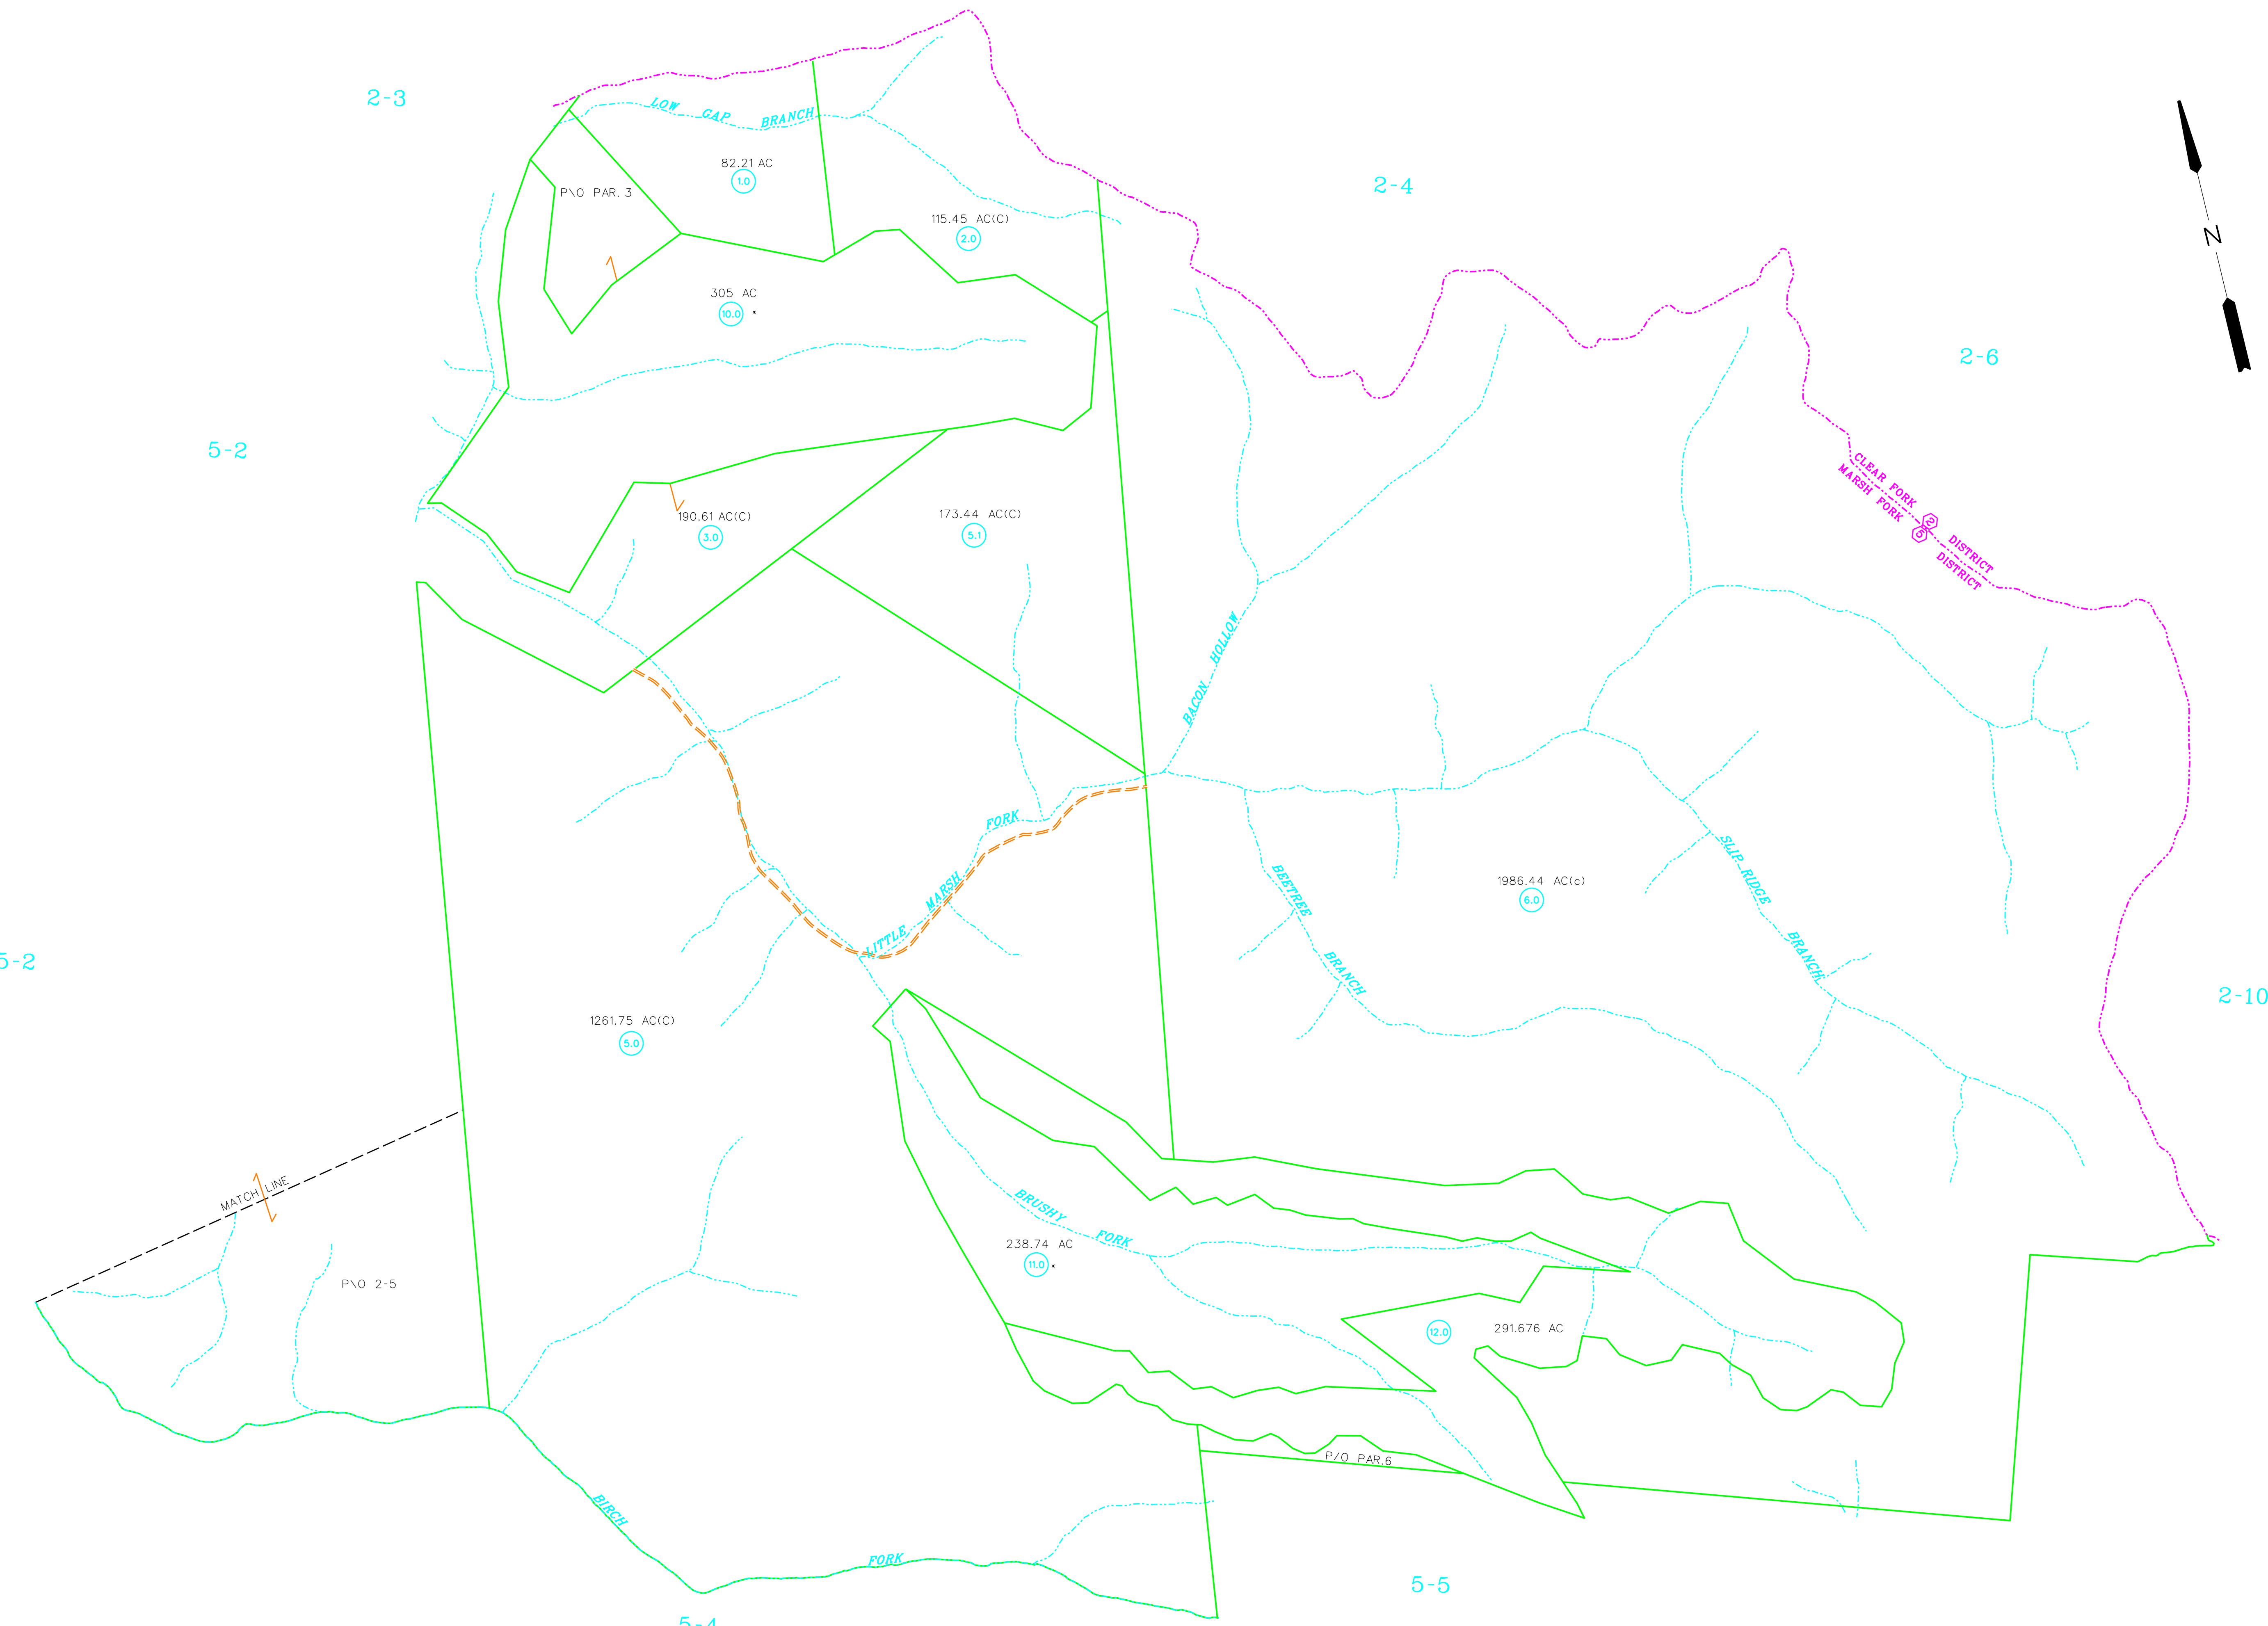 2-3
LOW GAP BRANCH
82.21 AC
1.0
P\O PAR. 3
2-4
115.45 AC(C)
2.0
N
305 AC
10.0
2-6
5-2
CLEAR FORK 2 DISTRICT
MARSH FORK 5 DISTRICT
190.61 AC(C)
3.0
173.44 AC(C)
5.1
BACON HOLLOW
LITTLE MARSH FORK
BEETREE BRANCH
1986.44 AC(c)
6.0
SLIP RIDGE BRANCH
5-2
2-10
1261.75 AC(C)
5.0
MATCH LINE
BRUSHY FORK
238.74 AC
11.0
P\O 2-5
12.0
291.676 AC
P/O PAR.6
BIRCH FORK
5-5
5-4